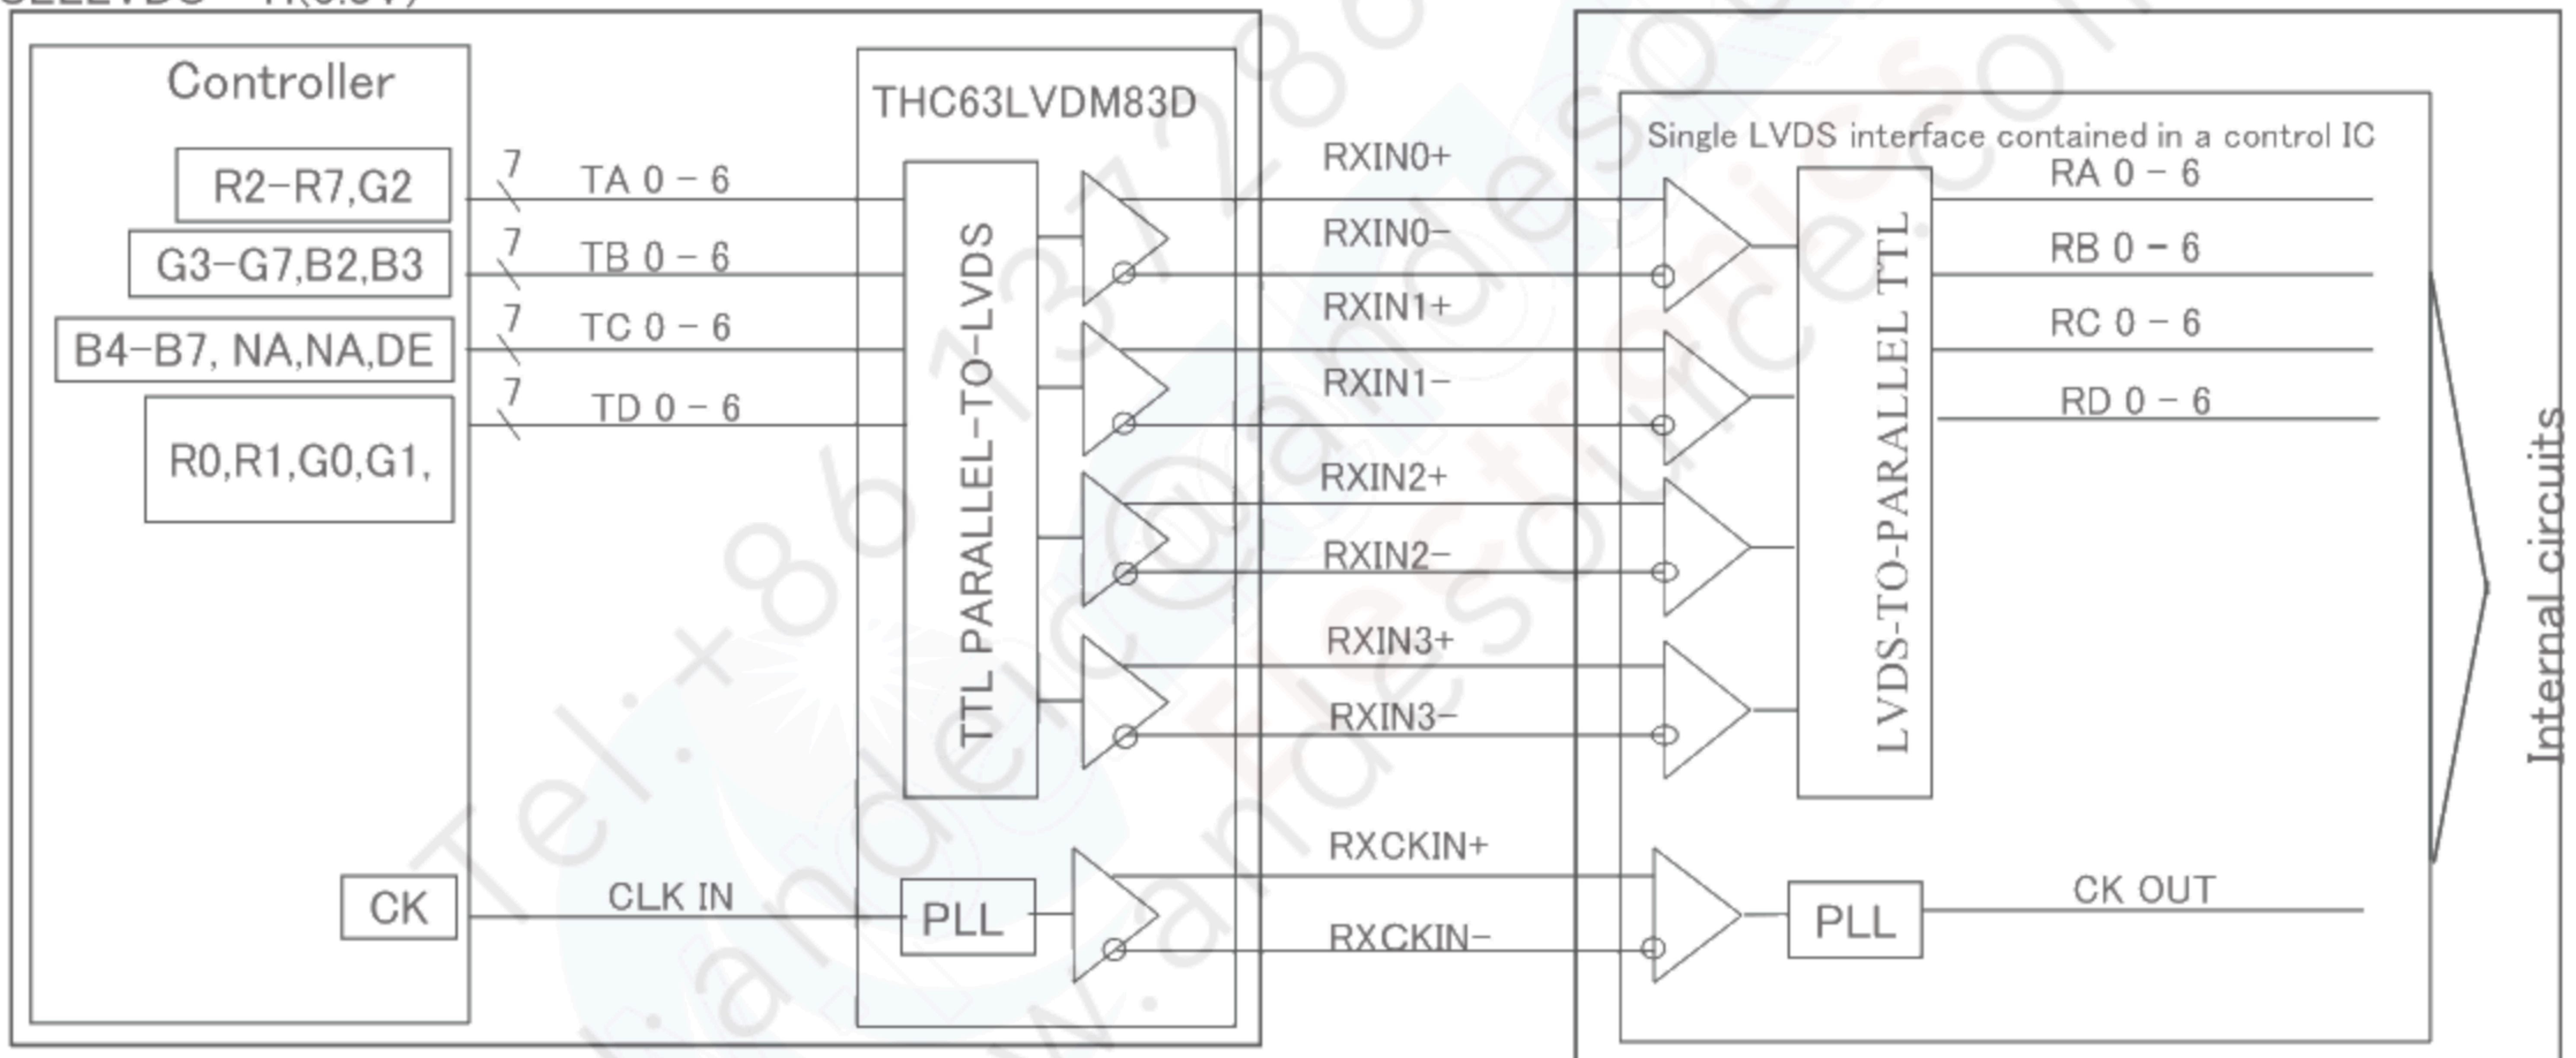 Controller
R2-R7,G2
G3-G7,B2,B3
B4-B7, NA,NA,DE
R0,R1,G0,G1,
CK
7
TA 0 - 6
7
TB 0 - 6
7
TC 0 - 6
7
TD 0 - 6
CLK IN
THC63LVDM83D
TTL PARALLEL-TO-LVDS
PLL
RXIN0+
RXIN0-
RXIN1+
RXIN1-
RXIN2+
RXIN2-
RXIN3+
RXIN3-
RXCKIN+
RXCKIN-
Single LVDS interface contained in a control IC
LVDS-TO-PARALLEL TTL
PLL
RA 0 - 6
RB 0 - 6
RC 0 - 6
RD 0 - 6
CK OUT
Internal circuits